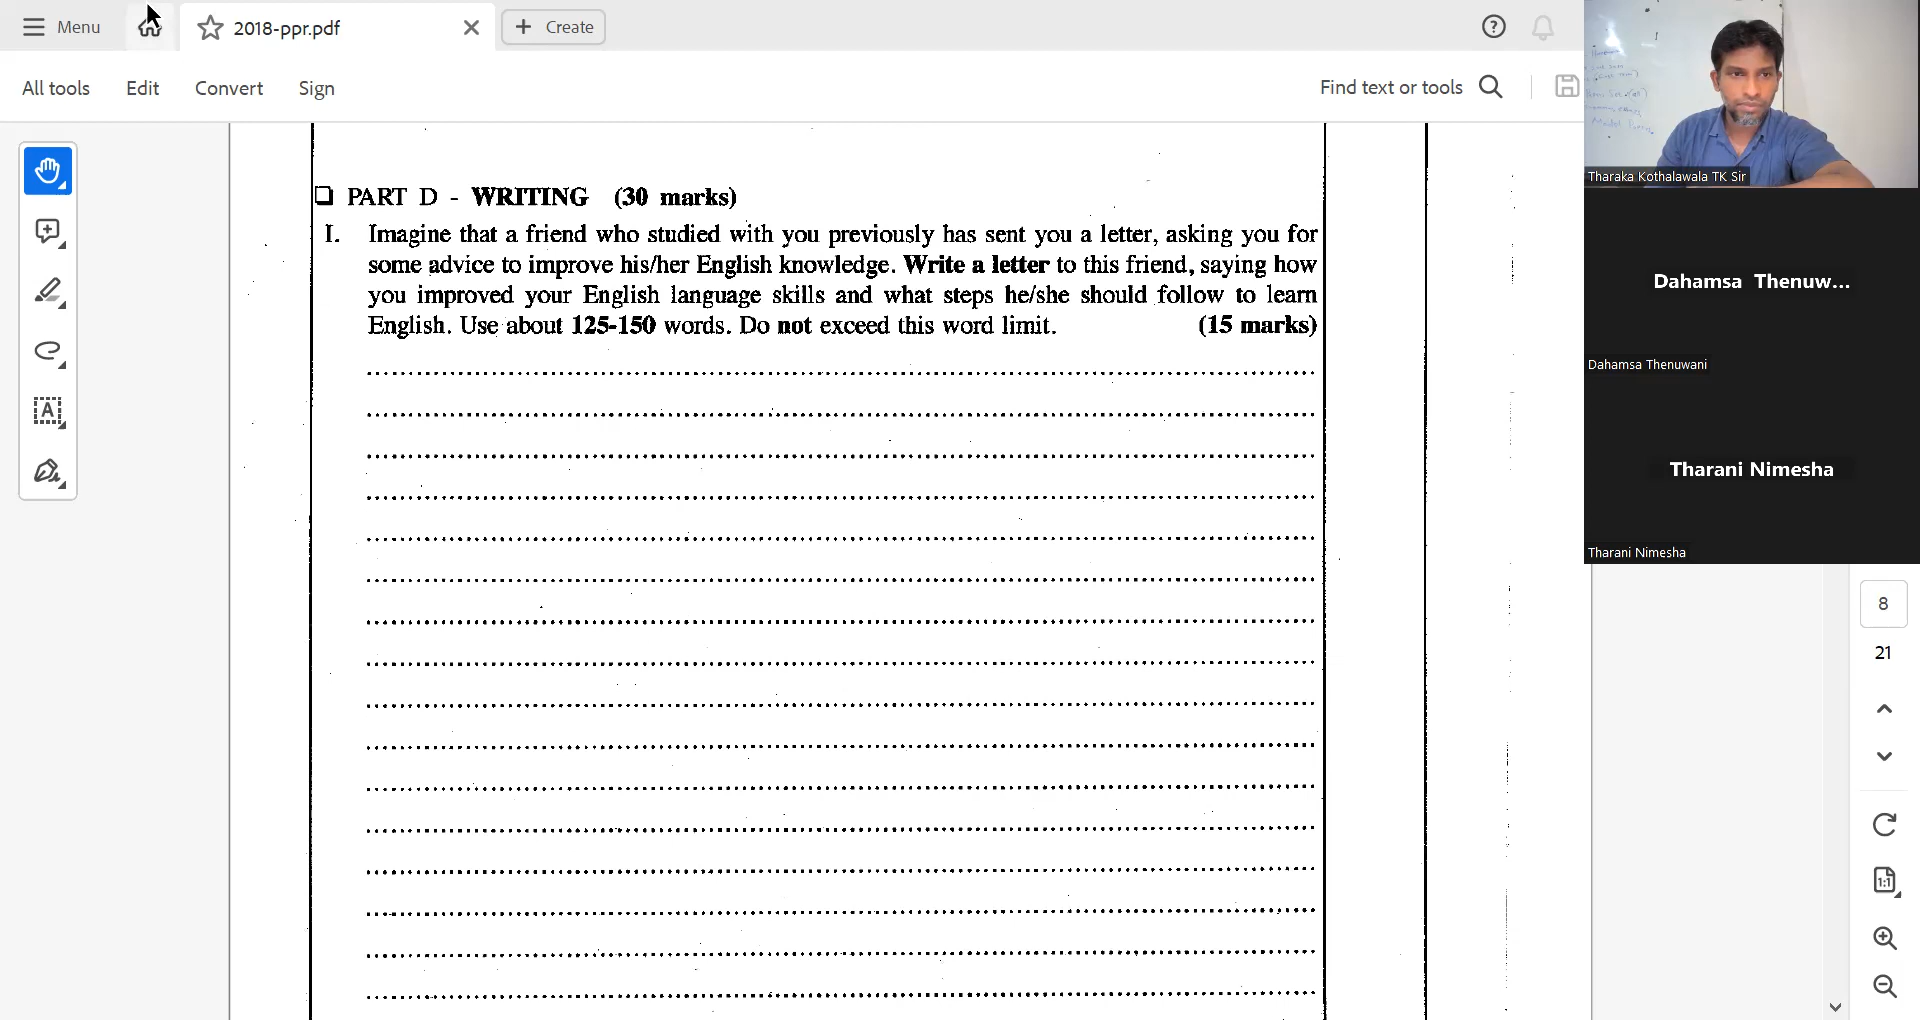 Menu
2018-ppr.pdf
Create
All tools
Edit
Convert
Sign
Find text or tools
PART D - WRITING (30 marks)
I. Imagine that a friend who studied with you previously has sent you a letter, asking you for
some advice to improve his/her English knowledge. Write a letter to this friend, saying how
you improved your English language skills and what steps he/she should follow to learn
English. Use about 125-150 words. Do not exceed this word limit. (15 marks)
Tharaka Kothalawala TK Sir
Dahamsa Thenuw...
Dahamsa Thenuwani
Tharani Nimesha
Tharani Nimesha
8
21
1:1